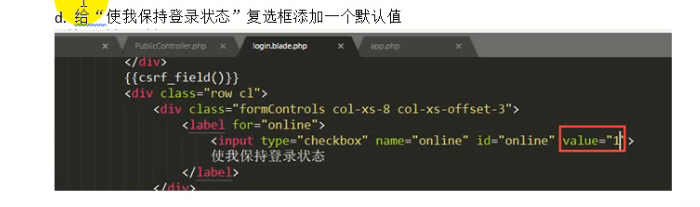 d. 给“使我保持登录状态”复选框添加一个默认值
PublicController.php login.blade.php app.php
</div>
{{csrf_field()}}
<div class="row cl">
<div class="formControls col-xs-8 col-xs-offset-3">
<label for="online">
<input type="checkbox" name="online" id="online" value="1">
使我保持登录状态
</label>
</div>